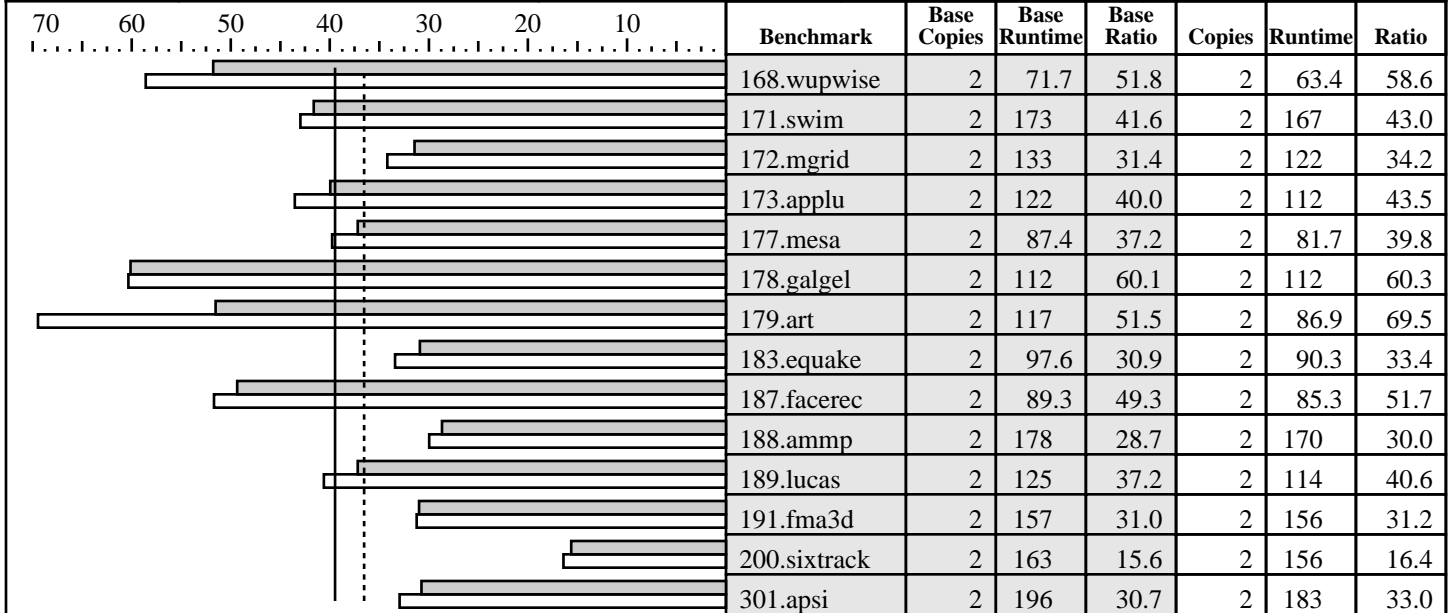 70 60 50 40 30 20 10
Benchmark Base Copies Base Runtime Base Ratio Copies Runtime Ratio
168.wupwise 2 71.7 51.8 2 63.4 58.6
171.swim 2 173 41.6 2 167 43.0
172.mgrid 2 133 31.4 2 122 34.2
173.applu 2 122 40.0 2 112 43.5
177.mesa 2 87.4 37.2 2 81.7 39.8
178.galgel 2 112 60.1 2 112 60.3
179.art 2 117 51.5 2 86.9 69.5
183.equake 2 97.6 30.9 2 90.3 33.4
187.facerec 2 89.3 49.3 2 85.3 51.7
188.ammp 2 178 28.7 2 170 30.0
189.lucas 2 125 37.2 2 114 40.6
191.fma3d 2 157 31.0 2 156 31.2
200.sixtrack 2 163 15.6 2 156 16.4
301.apsi 2 196 30.7 2 183 33.0